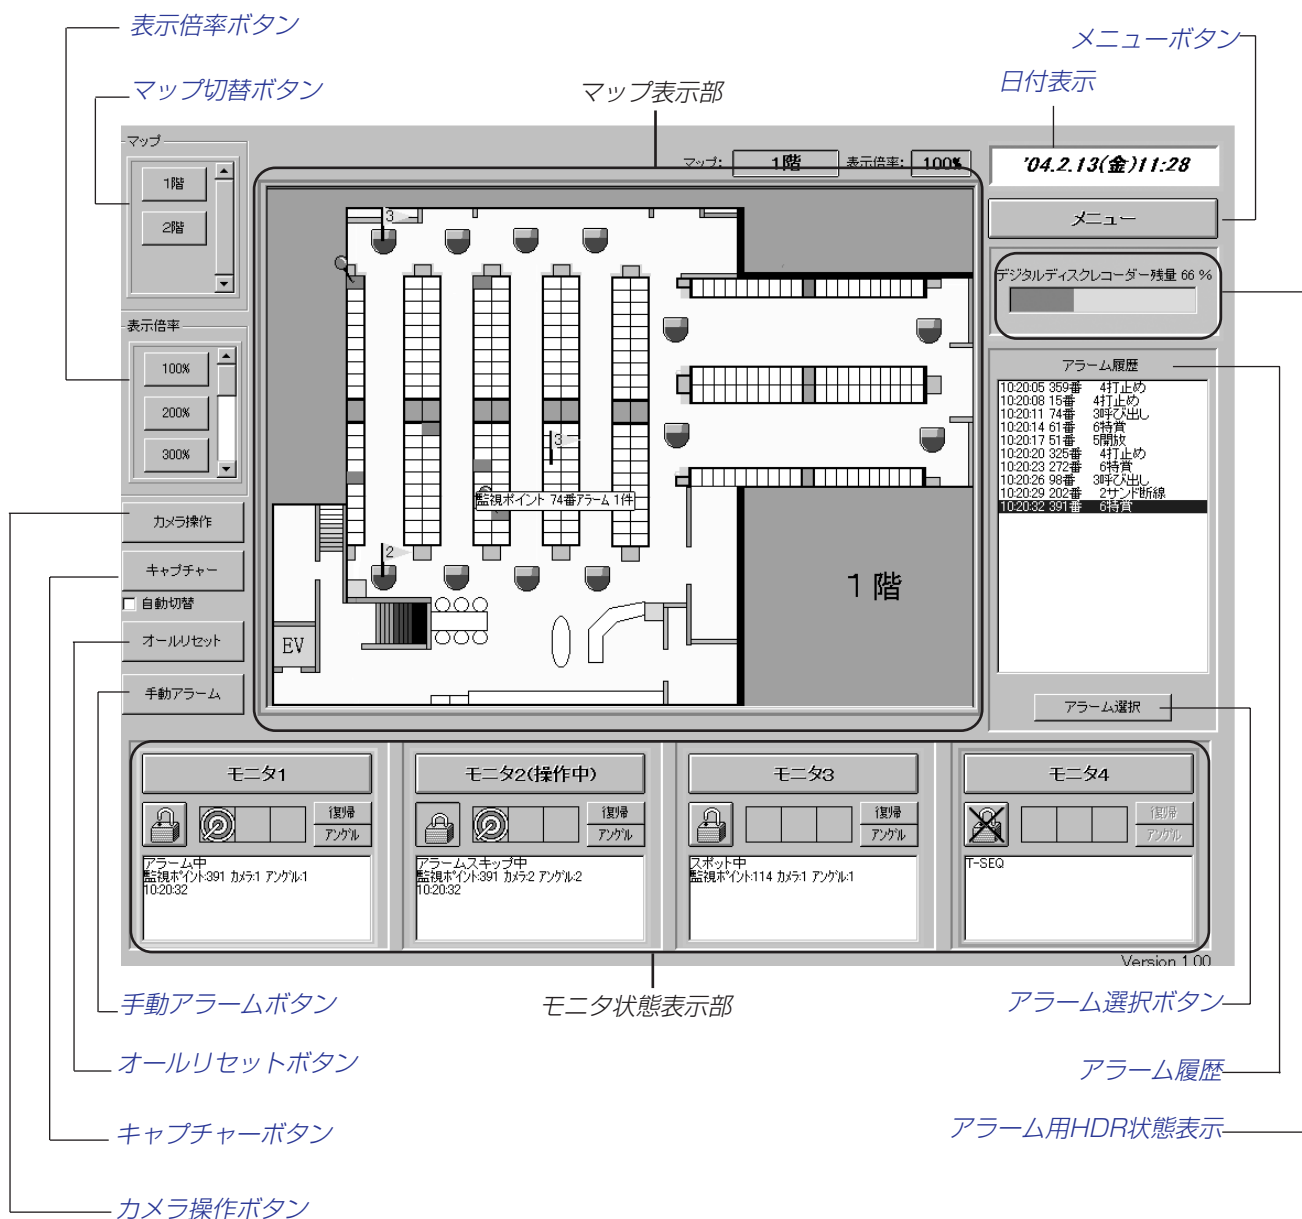 表示倍率ボタン
メニューボタン
マップ切替ボタン
マップ表示部
日付表示
マップ
マップ: 1階 表示倍率: 100%
'04.2.13(金)11:28
1階
2階
メニュー
デジタルディスクレコーダー残量 66 %
表示倍率
100%
200%
300%
アラーム履歴
10:20:05 359番 4打止め
10:20:08 15番 4打止め
10:20:11 74番 3呼び出し
10:20:14 61番 6特賞
10:20:17 51番 5開放
10:20:20 325番 4打止め
10:20:23 272番 6特賞
10:20:26 98番 3呼び出し
10:20:29 202番 2サンド断線
10:20:32 391番 6特賞
3
3
監視ポイント 74番アラーム 1件
2
1階
EV
カメラ操作
キャプチャー
自動切替
オールリセット
手動アラーム
アラーム選択
モニタ1
復帰
アングル
アラーム中
監視ポイント:391 カメラ:1 アングル:1
10:20:32
モニタ2(操作中)
復帰
アングル
アラームスキップ中
監視ポイント:391 カメラ:2 アングル:2
10:20:32
モニタ3
復帰
アングル
スポット中
監視ポイント:114 カメラ:1 アングル:1
モニタ4
復帰
アングル
T-SEQ
Version 1.00
手動アラームボタン
モニタ状態表示部
アラーム選択ボタン
オールリセットボタン
アラーム履歴
キャプチャーボタン
アラーム用HDR状態表示
カメラ操作ボタン